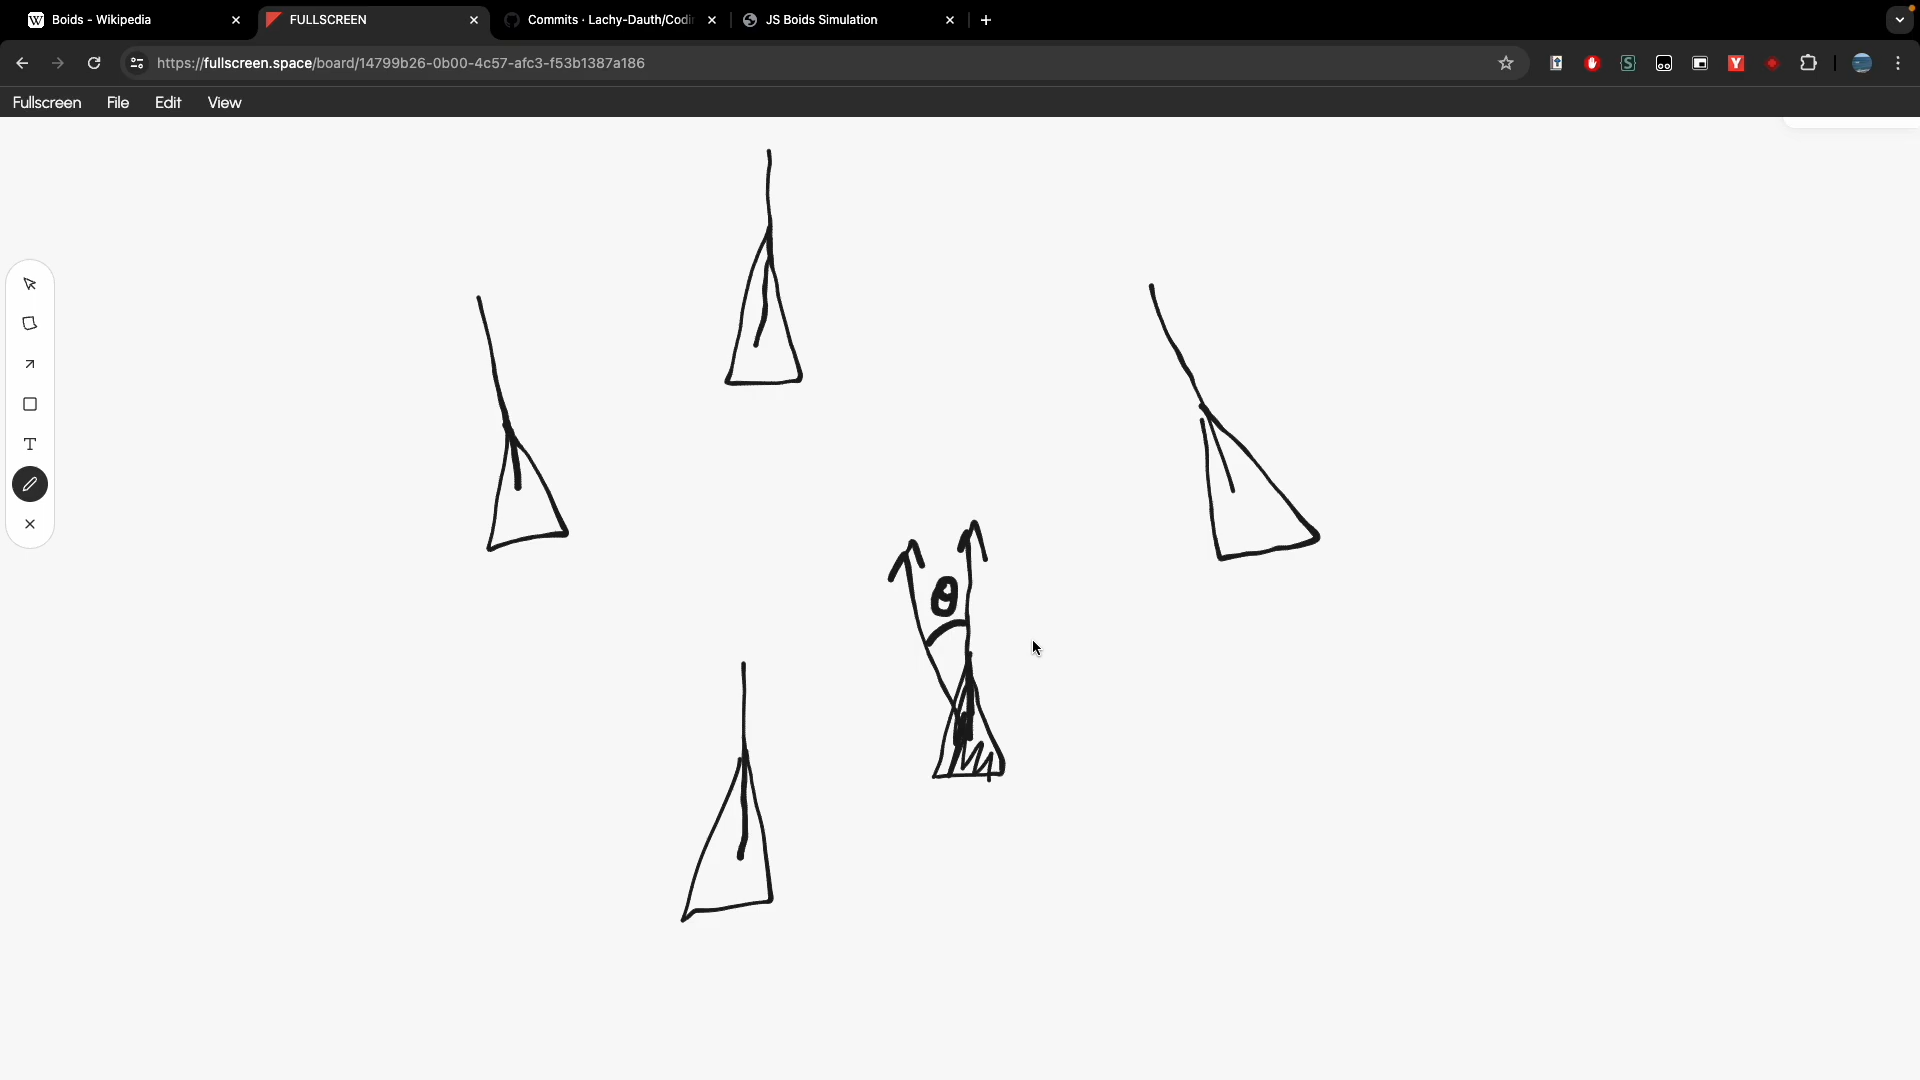 Boids - Wikipedia
FULLSCREEN
Commits · Lachy-Dauth/Codin
JS Boids Simulation
https://fullscreen.space/board/14799b26-0b00-4c57-afc3-f53b1387a186
Fullscreen File Edit View
θ